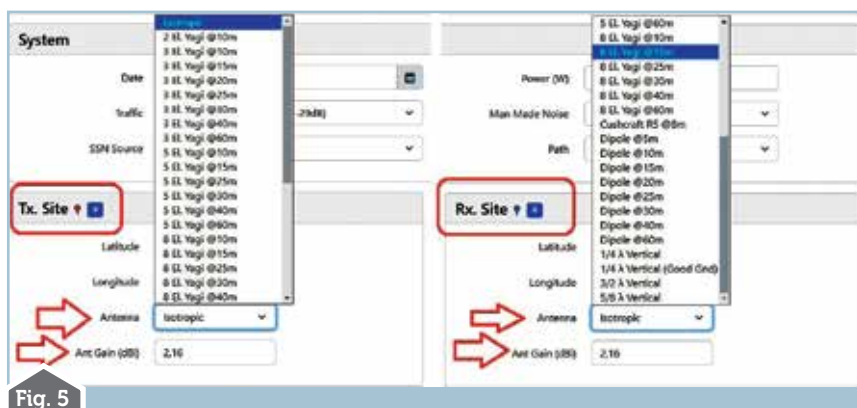 System
Date
Traffic
-29dB)
SSN Source
Tx. Site
Latitude
Longitude
Antenna
Isotropic
Ant Gain (dBi)
2,16
Isotropic
2 El. Yagi @10m
3 El. Yagi @10m
3 El. Yagi @15m
3 El. Yagi @20m
3 El. Yagi @25m
3 El. Yagi @30m
3 El. Yagi @40m
3 El. Yagi @60m
5 El. Yagi @10m
5 El. Yagi @15m
5 El. Yagi @25m
5 El. Yagi @30m
5 El. Yagi @40m
5 El. Yagi @60m
8 El. Yagi @10m
8 El. Yagi @15m
8 El. Yagi @25m
8 El. Yagi @30m
8 El. Yagi @40m
Power (W)
Man Made Noise
Path
Rx. Site
Latitude
Longitude
Antenna
Isotropic
Ant Gain (dBi)
2,16
5 El. Yagi @60m
8 El. Yagi @10m
8 El. Yagi @15m
8 El. Yagi @25m
8 El. Yagi @30m
8 El. Yagi @40m
8 El. Yagi @60m
Cushcraft R5 @8m
Dipole @5m
Dipole @10m
Dipole @15m
Dipole @20m
Dipole @25m
Dipole @30m
Dipole @40m
Dipole @60m
1/4 λ Vertical
1/4 λ Vertical (Good Gnd)
3/2 λ Vertical
5/8 λ Vertical
Fig. 5